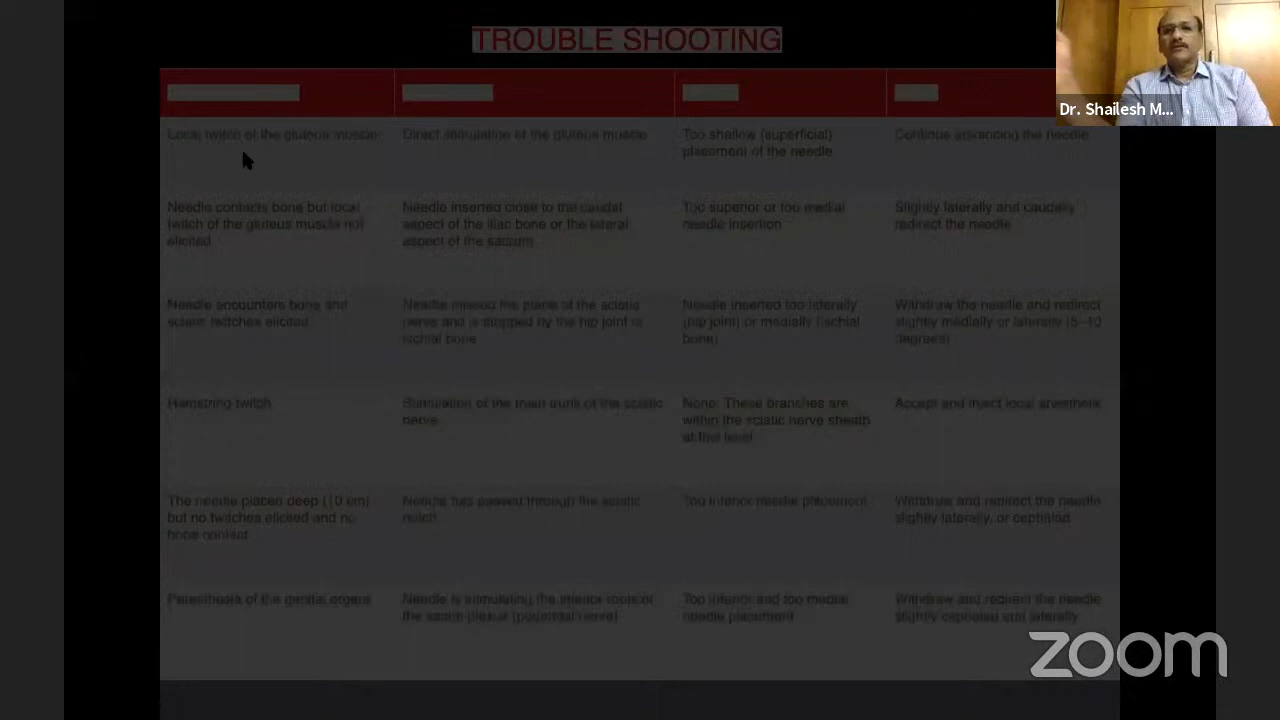 TROUBLE SHOOTING
Dr. Shailesh M...
Local twitch of the gluteus muscle
Direct stimulation of the gluteus muscle
Too shallow (superficial)
placement of the needle
Continue advancing the needle
Needle contacts bone but local
twitch of the gluteus muscle not
elicited
Needle inserted close to the caudal
aspect of the iliac bone or the lateral
aspect of the sacrum
Too superior or too medial
needle insertion
Slightly laterally and caudally
redirect the needle
Needle encounters bone and
sciatic twitches elicited
Needle missed the plane of the sciatic
nerve and is stopped by the hip joint
ischial bone
Needle inserted too laterally
(hip joint) or medially (ischial
bone)
Withdraw the needle and redirect
slightly medially or laterally (5–10
degrees)
Hamstring twitch
Stimulation of the main trunk of the sciatic
nerve
None. These branches are
within the sciatic nerve sheath
at this level
Accept and inject local anesthetic
The needle placed deep (10 cm)
but no twitches elicited and no
bone contact
Needle has passed through the sciatic
notch
Too inferior needle placement
Withdraw and redirect the needle
slightly laterally, or cephalad
Paresthesia of the genital organs
Needle is stimulating the inferior roots of
the plexus
Too inferior and too medial
needle placement
Withdraw and the needle
slightly cephalad and laterally
zoom